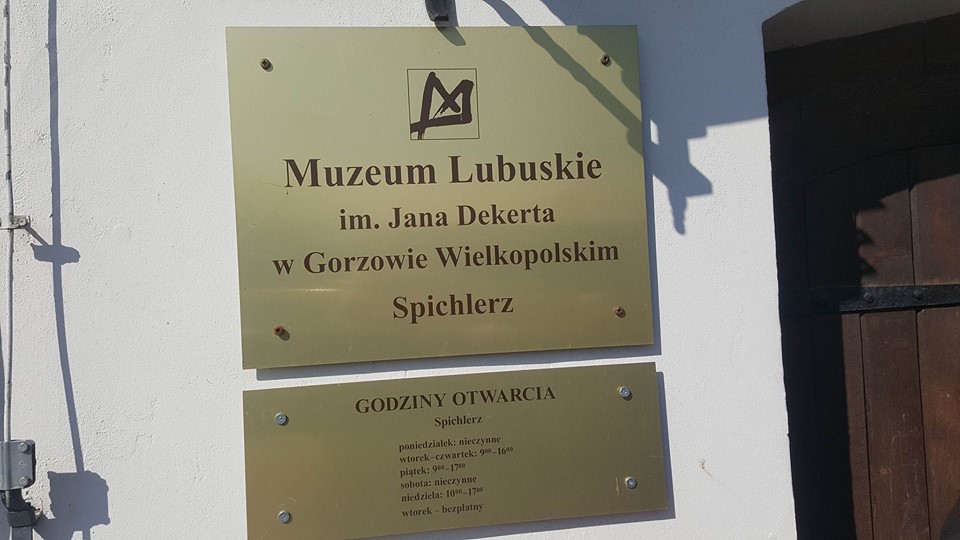 Muzeum Lubuskie
im. Jana Dekerta
w Gorzowie Wielkopolskim
Spichlerz
GODZINY OTWARCIA
Spichlerz
poniedziałek: nieczynne
wtorek–czwartek: 9⁰⁰–16⁰⁰
piątek: 9⁰⁰–17⁰⁰
sobota: nieczynne
niedziela: 10⁰⁰–17⁰⁰
wtorek – bezpłatny